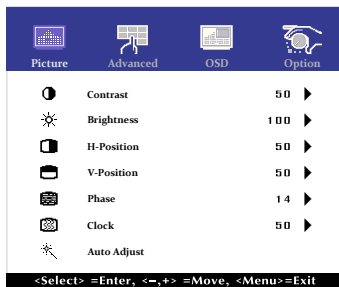 Picture Advanced OSD Option
Contrast 50
Brightness 100
H-Position 50
V-Position 50
Phase 14
Clock 50
Auto Adjust
<Select> =Enter, <−,+> =Move, <Menu>=Exit